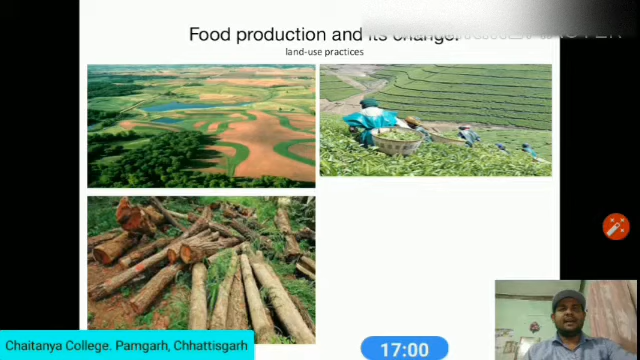 Food production and its change.
land-use practices
Chaitanya College. Pamgarh, Chhattisgarh
17:00